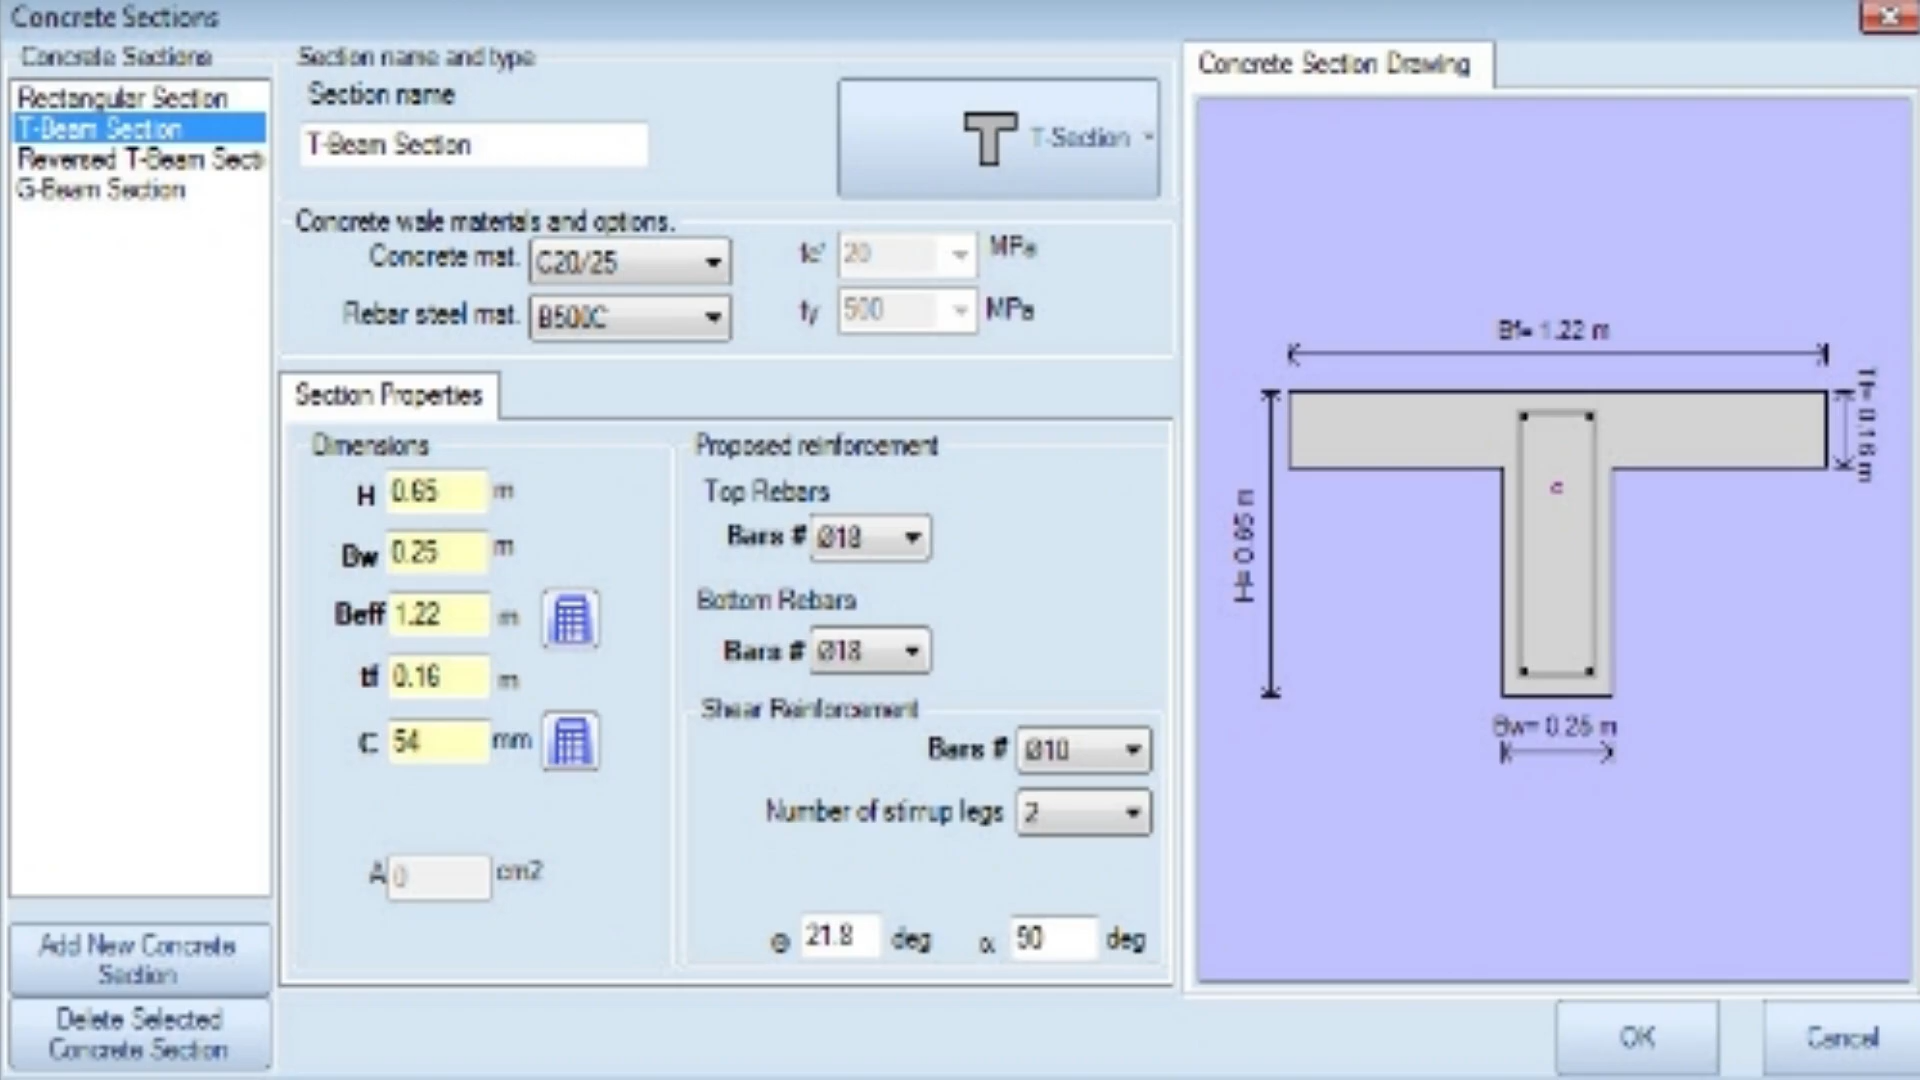 Concrete Sections
Concrete Sections
Rectangular Section
T-Beam Section
Reversed T-Beam Secti
G-Beam Section
Add New Concrete
Section
Delete Selected
Concrete Section
Section name and type
Section name
T-Beam Section
T-Section
Concrete wale materials and options.
Concrete mat. C20/25
fc' 20 MPa
Rebar steel mat. B500C
fy 500 MPa
Section Properties
Dimensions
H 0.65 m
Bw 0.25 m
Beff 1.22 m
tf 0.16 m
C 54 mm
A 0 cm2
Proposed reinforcement
Top Rebars
Bars # Ø18
Bottom Rebars
Bars # Ø18
Shear Reinforcement
Bars # Ø10
Number of stirrup legs 2
Θ 21.8 deg α 90 deg
Concrete Section Drawing
Bf= 1.22 m
Tf= 0.16 m
H= 0.65 m
c
Bw= 0.25 m
OK
Cancel